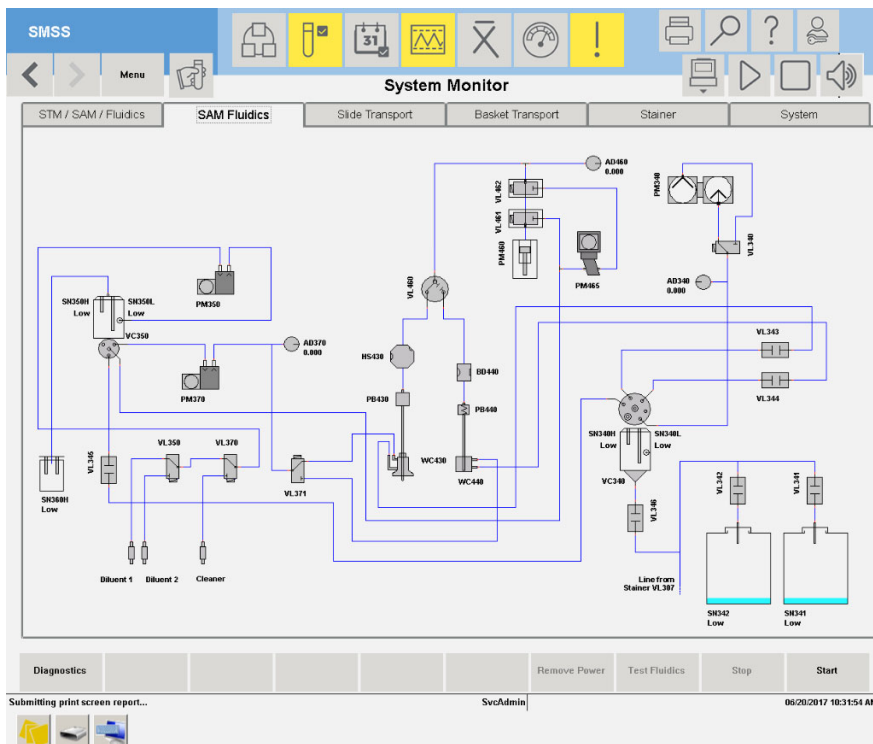 SMSS
31
Menu
System Monitor
STM / SAM / Fluidics
SAM Fluidics
Slide Transport
Basket Transport
Stainer
System
AD460
0.000
VL462
VL461
PM460
PM465
PM340
VL340
AD340
0.000
VL460
SN350H
Low
SN350L
Low
PM350
VC350
AD370
0.000
PM370
HS430
BD440
PB430
PB440
WC430
WC440
VL343
VL344
SN340H
Low
SN340L
Low
VC340
VL346
VL342
VL341
VL345
VL350
VL370
VL371
SN360H
Low
Diluent 1
Diluent 2
Cleaner
Line from
Stainer VL307
SN342
Low
SN341
Low
Diagnostics
Remove Power
Test Fluidics
Stop
Start
Submitting print screen report...
SvcAdmin
06/20/2017 10:31:54 AM